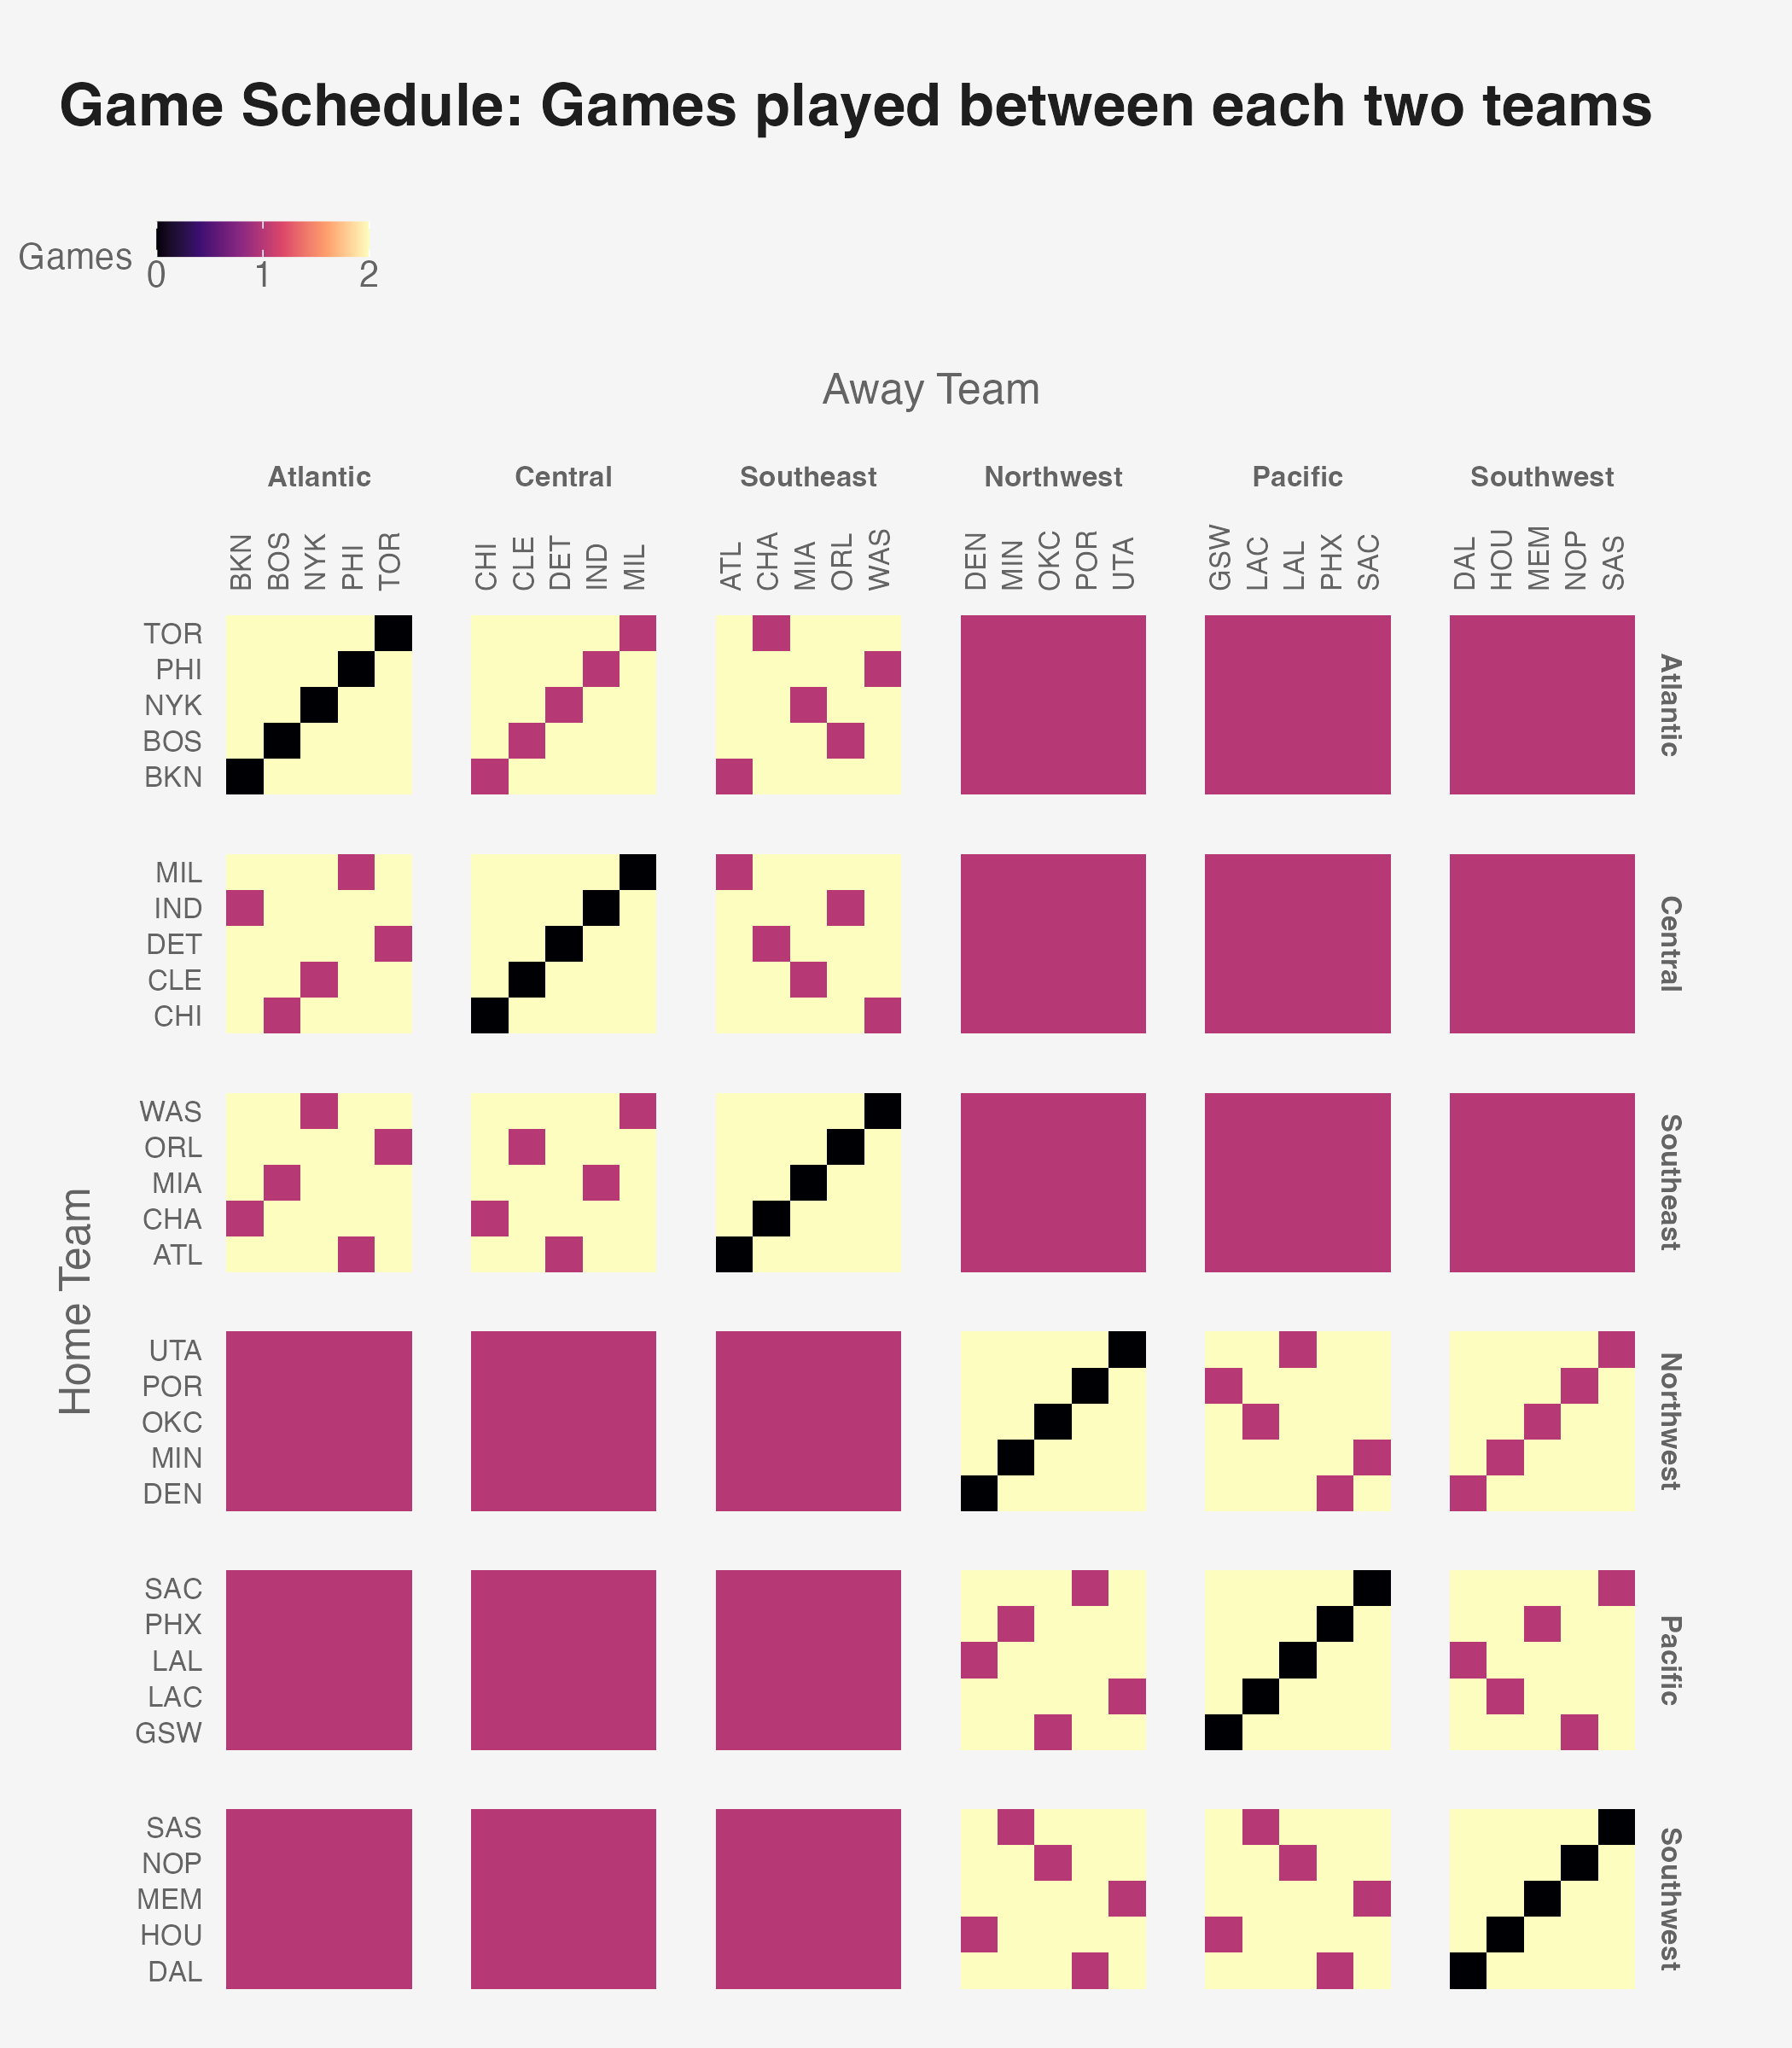 Game Schedule: Games played between each two teams
Games
0 1 2
Away Team
Atlantic Central Southeast Northwest Pacific Southwest
BKN BOS NYK PHI TOR CHI CLE DET IND MIL ATL CHA MIA ORL WAS DEN MIN OKC POR UTA GSW LAC LAL PHX SAC DAL HOU MEM NOP SAS
Home Team
TOR
PHI
NYK
BOS
BKN
Atlantic
MIL
IND
DET
CLE
CHI
Central
WAS
ORL
MIA
CHA
ATL
Southeast
UTA
POR
OKC
MIN
DEN
Northwest
SAC
PHX
LAL
LAC
GSW
Pacific
SAS
NOP
MEM
HOU
DAL
Southwest